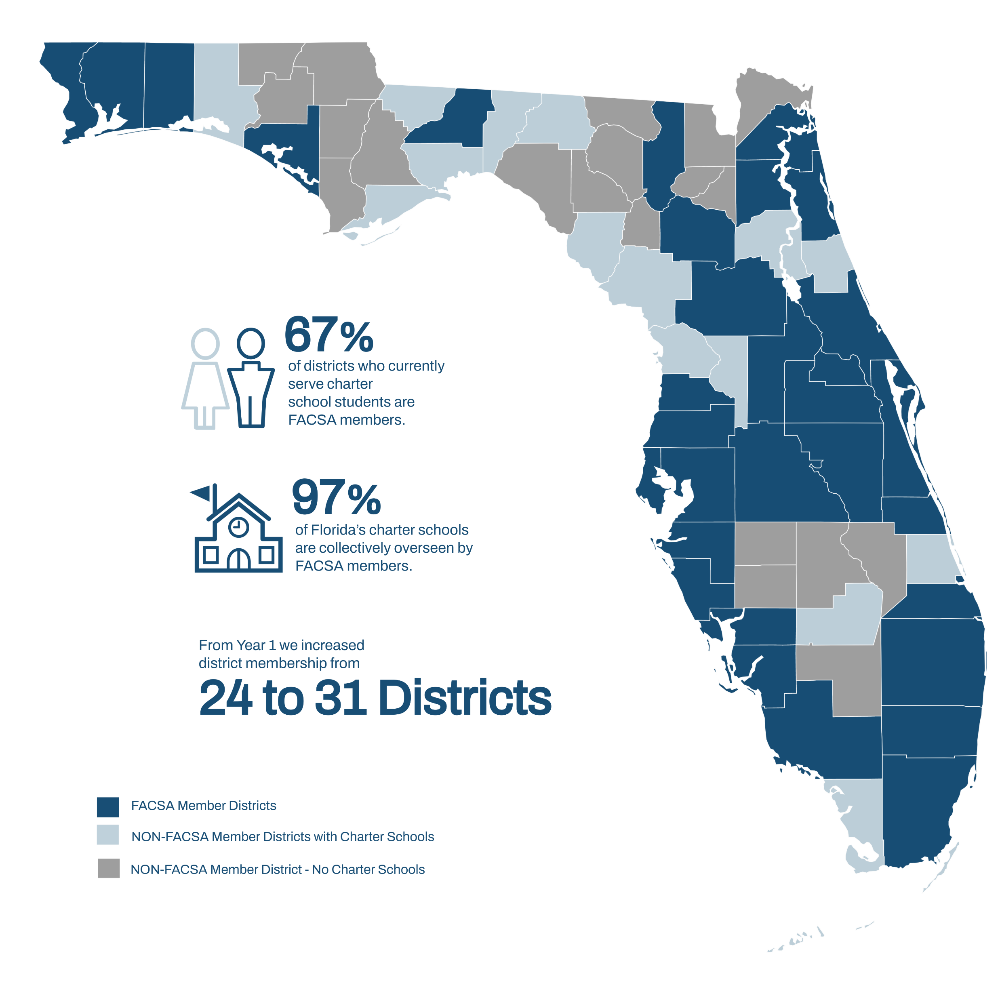 67%
of districts who currently
serve charter
school students are
FACSA members.
97%
of Florida’s charter schools
are collectively overseen by
FACSA members.
From Year 1 we increased
district membership from
24 to 31 Districts
FACSA Member Districts
NON-FACSA Member Districts with Charter Schools
NON-FACSA Member District - No Charter Schools